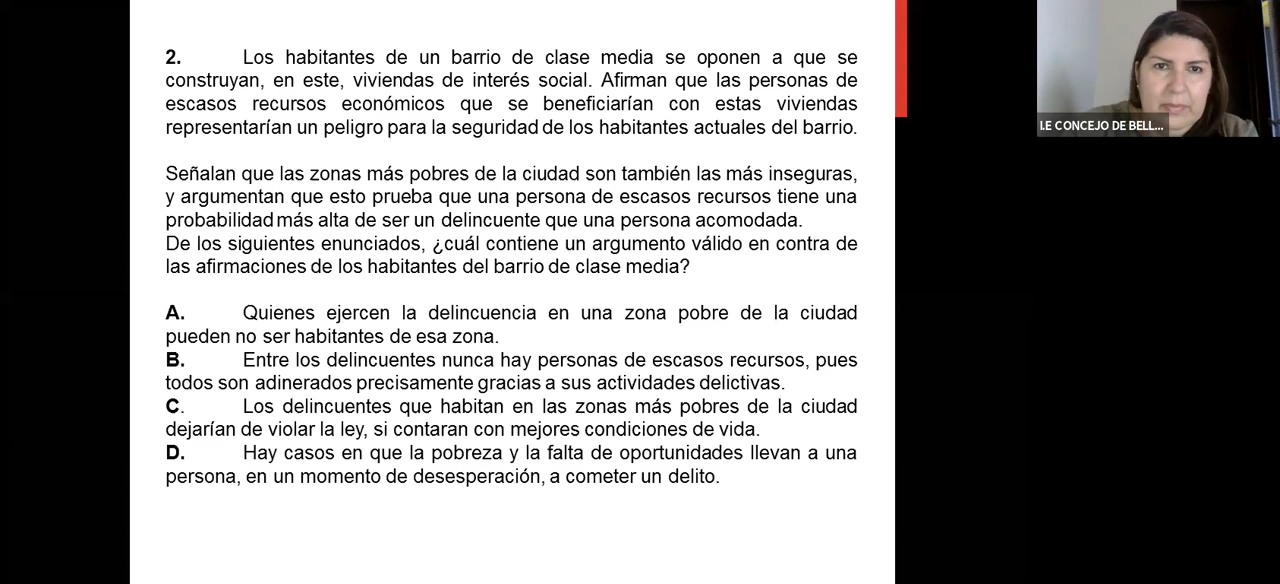 2. Los habitantes de un barrio de clase media se oponen a que se
construyan, en este, viviendas de interés social. Afirman que las personas de
escasos recursos económicos que se beneficiarían con estas viviendas
representarían un peligro para la seguridad de los habitantes actuales del barrio.
Señalan que las zonas más pobres de la ciudad son también las más inseguras,
y argumentan que esto prueba que una persona de escasos recursos tiene una
probabilidad más alta de ser un delincuente que una persona acomodada.
De los siguientes enunciados, ¿cuál contiene un argumento válido en contra de
las afirmaciones de los habitantes del barrio de clase media?
A. Quienes ejercen la delincuencia en una zona pobre de la ciudad
pueden no ser habitantes de esa zona.
B. Entre los delincuentes nunca hay personas de escasos recursos, pues
todos son adinerados precisamente gracias a sus actividades delictivas.
C. Los delincuentes que habitan en las zonas más pobres de la ciudad
dejarían de violar la ley, si contaran con mejores condiciones de vida.
D. Hay casos en que la pobreza y la falta de oportunidades llevan a una
persona, en un momento de desesperación, a cometer un delito.
I.E CONCEJO DE BELL...